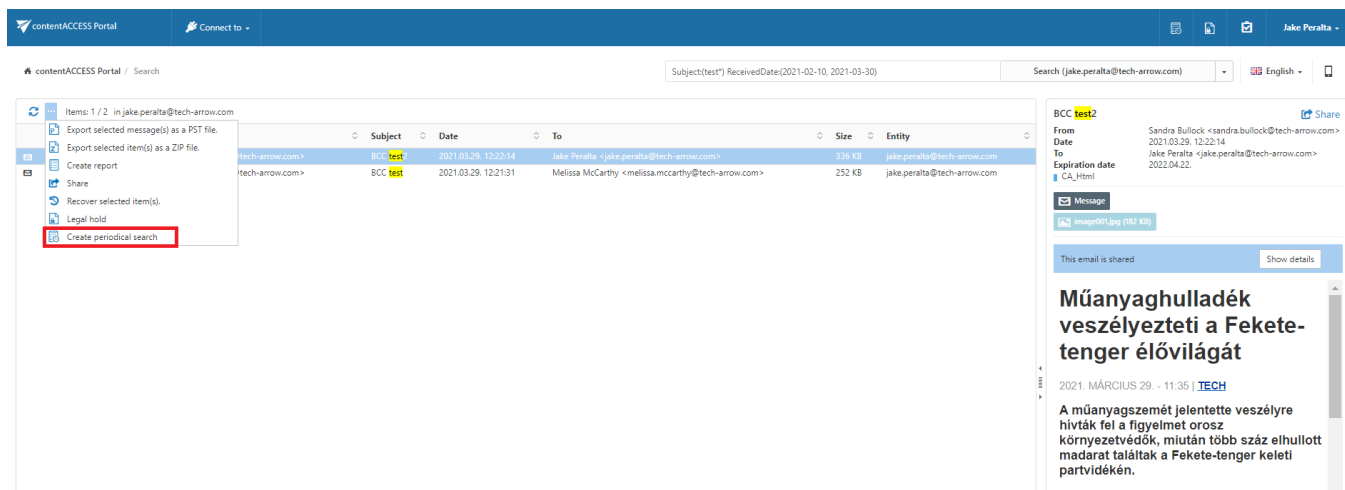 contentACCESS Portal Connect to Jake Peralta
contentACCESS Portal / Search Subject:(test*) ReceivedDate:(2021-02-10, 2021-03-30) Search (jake.peralta@tech-arrow.com) English
Items: 1 / 2 in jake.peralta@tech-arrow.com
Export selected message(s) as a PST file.
Export selected item(s) as a ZIP file.
Create report
Share
Recover selected item(s).
Legal hold
Create periodical search
Subject Date To Size Entity
tech-arrow.com> BCC test2 2021.03.29. 12:22:14 Jake Peralta <jake.peralta@tech-arrow.com> 336 KB jake.peralta@tech-arrow.com
tech-arrow.com> BCC test 2021.03.29. 12:21:31 Melissa McCarthy <melissa.mccarthy@tech-arrow.com> 252 KB jake.peralta@tech-arrow.com
BCC test2 Share
From Sandra Bullock <sandra.bullock@tech-arrow.com>
Date 2021.03.29. 12:22:14
To Jake Peralta <jake.peralta@tech-arrow.com>
Expiration date 2022.04.22.
CA_Html
Message
image001.jpg (182 KB)
This email is shared Show details
Műanyaghulladék
veszélyezteti a Fekete-
tenger élővilágát
2021. MÁRCIUS 29. - 11:35 | TECH
A műanyagszemét jelentette veszélyre
hívták fel a figyelmet orosz
környezetvédők, miután több száz elhullott
madarat találtak a Fekete-tenger keleti
partvidékén.